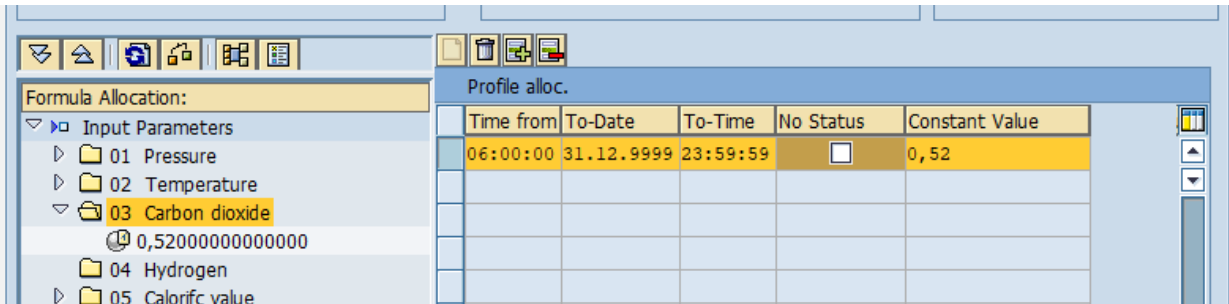 Formula Allocation:
Input Parameters
01 Pressure
02 Temperature
03 Carbon dioxide
0,52000000000000
04 Hydrogen
05 Calorifc value
Profile alloc.
Time from To-Date To-Time No Status Constant Value
06:00:00 31.12.9999 23:59:59 0,52